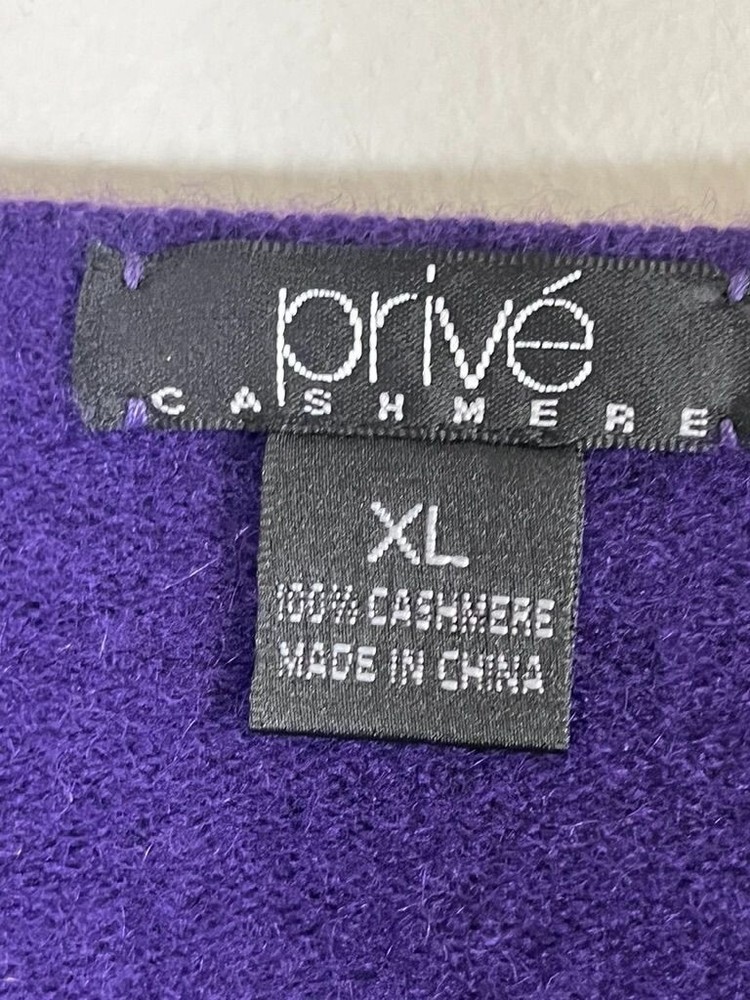 privé
CASHMERE
XL
100% CASHMERE
MADE IN CHINA